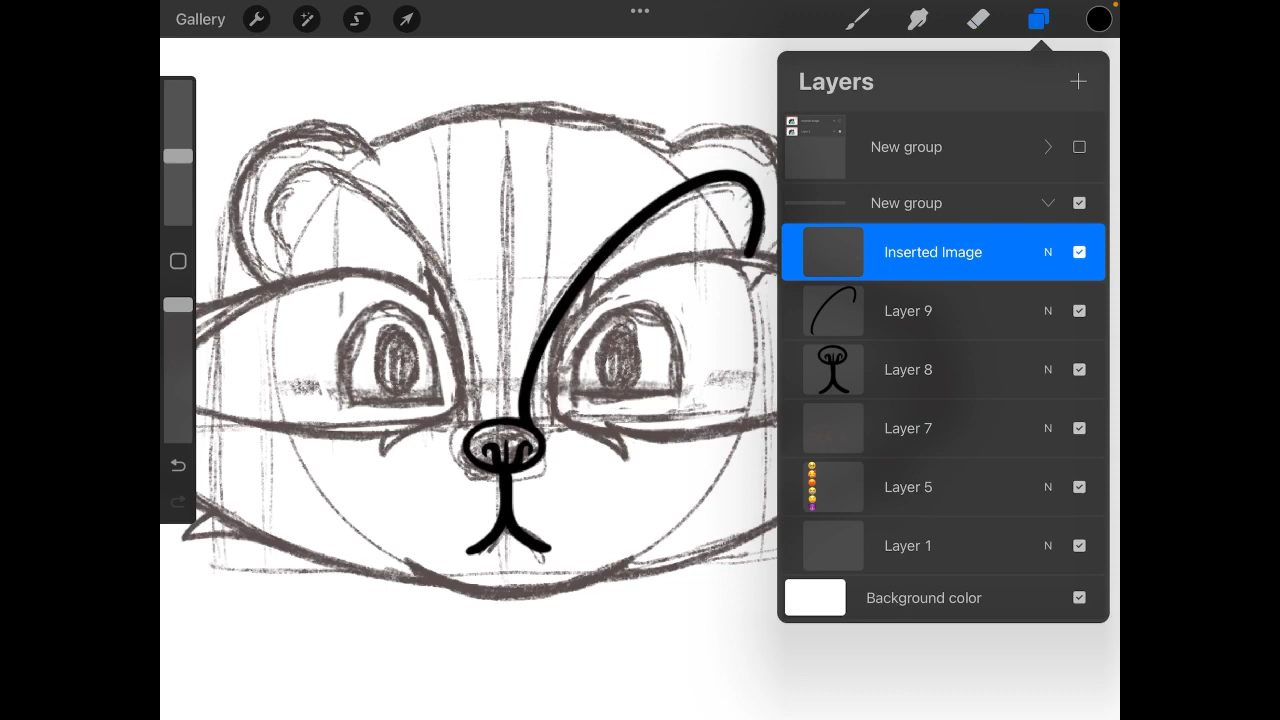 Gallery
Layers
New group
New group
Inserted Image N
Layer 9 N
Layer 8 N
Layer 7 N
Layer 5 N
Layer 1 N
Background color